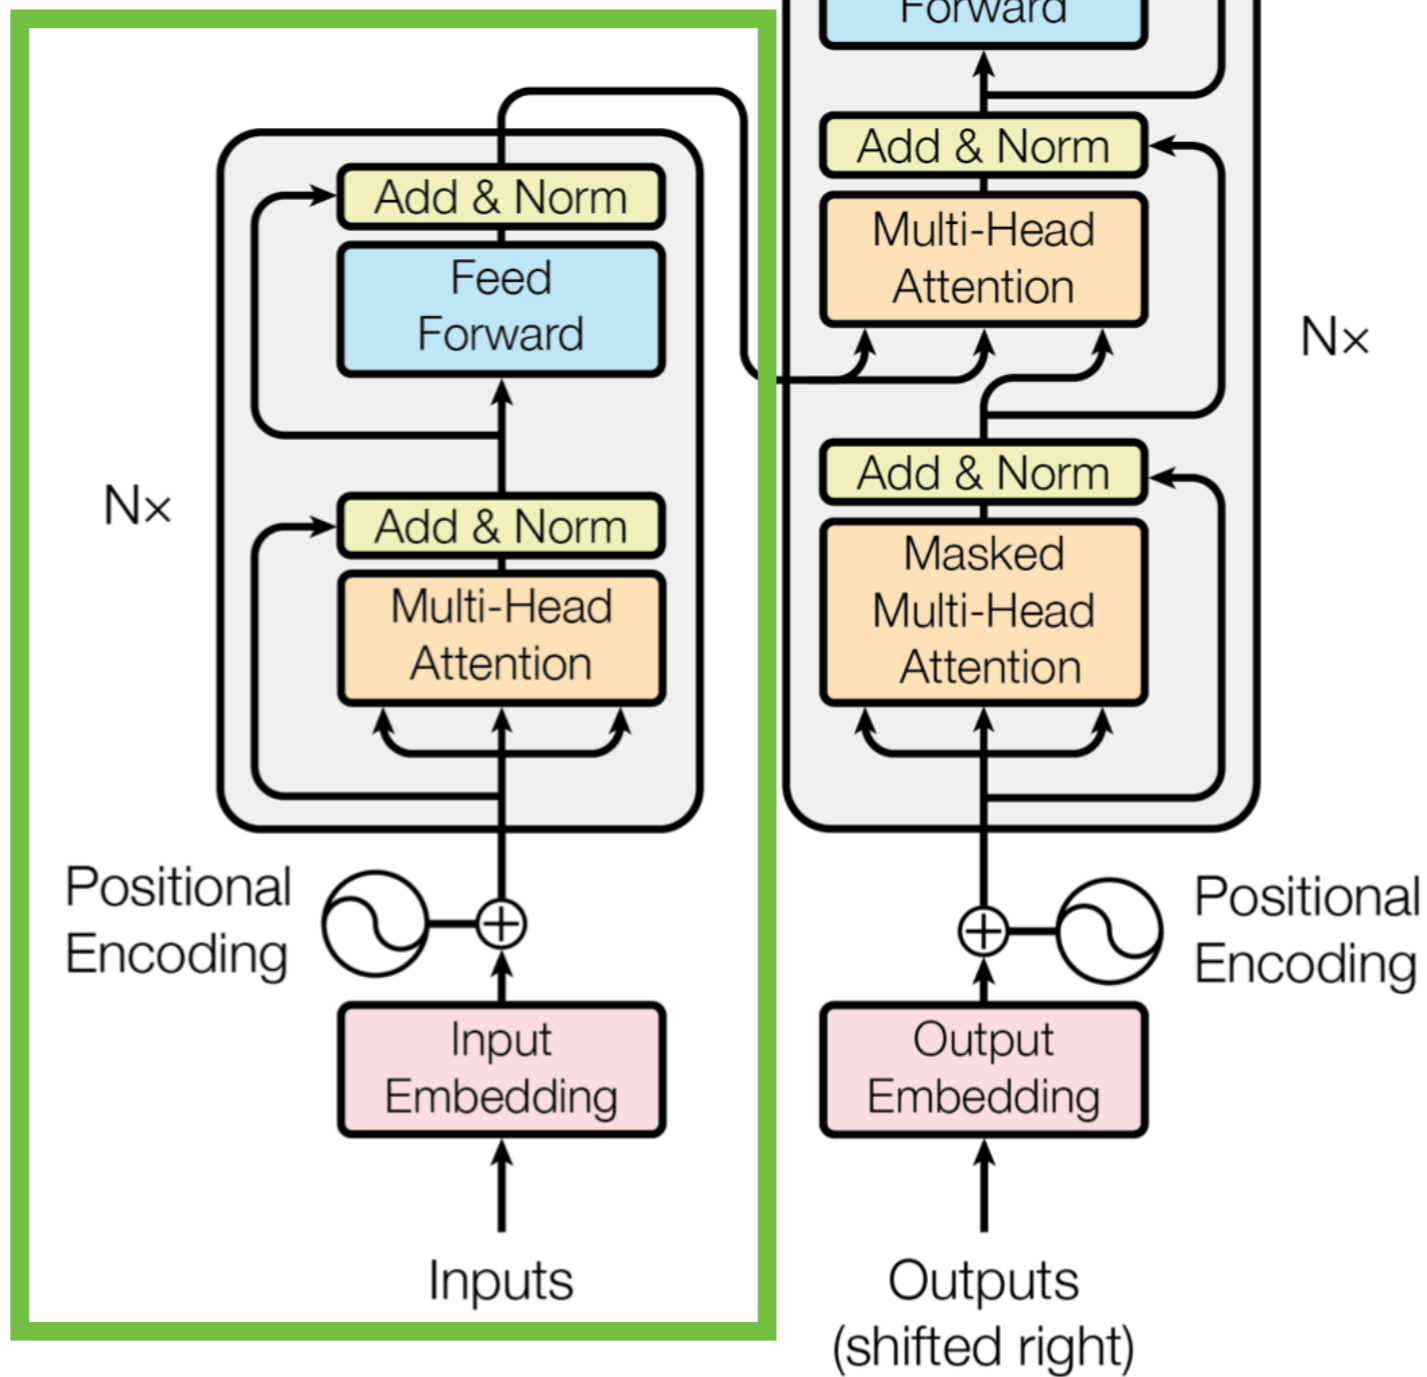 Add & Norm
Feed
Forward
Nx
Add & Norm
Multi-Head
Attention
Positional
Encoding
Input
Embedding
Inputs
Forward
Add & Norm
Multi-Head
Attention
Nx
Add & Norm
Masked
Multi-Head
Attention
Positional
Encoding
Output
Embedding
Outputs
(shifted right)